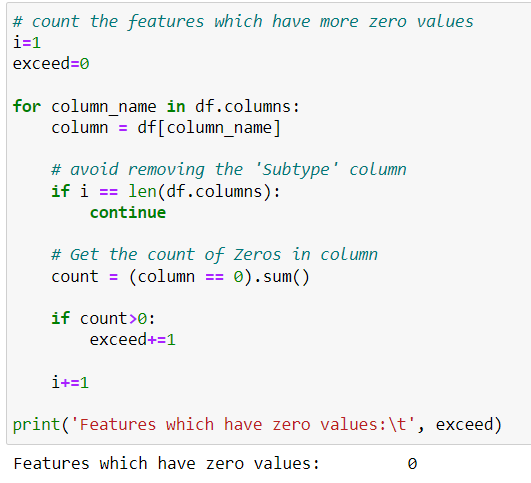 # count the features which have more zero values
i=1
exceed=0
for column_name in df.columns:
    column = df[column_name]
    # avoid removing the 'Subtype' column
    if i == len(df.columns):
        continue
    # Get the count of Zeros in column
    count = (column == 0).sum()
    if count>0:
        exceed+=1
    i+=1
print('Features which have zero values:\t', exceed)
Features which have zero values:         0